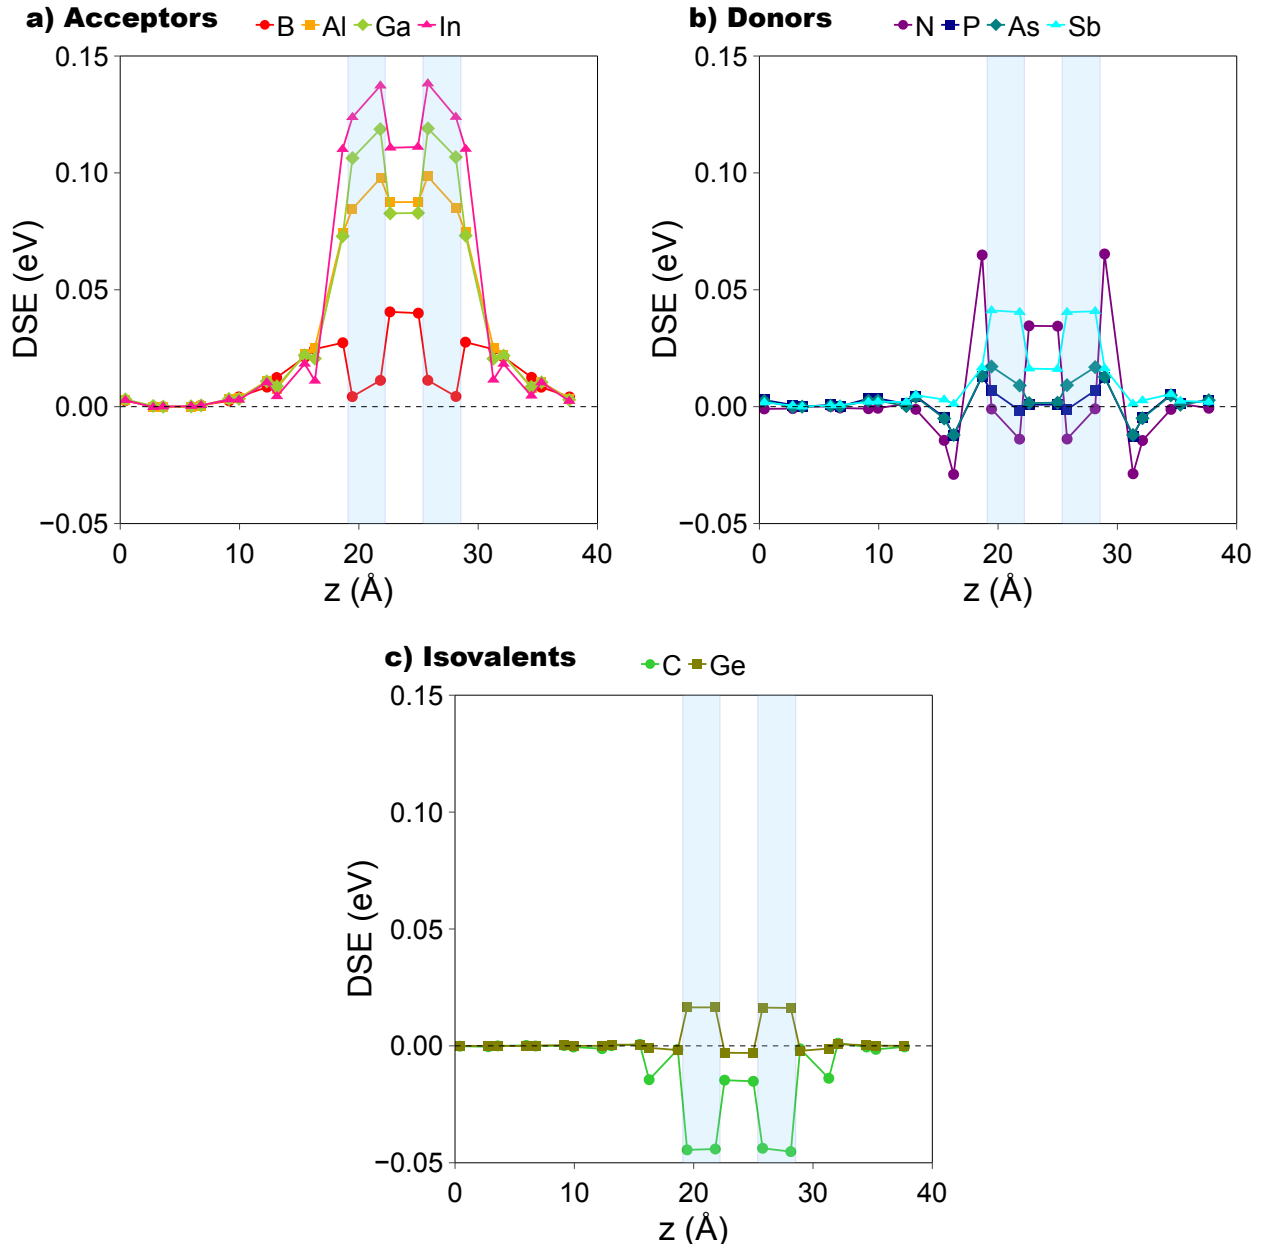 a) Acceptors
B Al Ga In
0.15
0.10
0.05
0.00
−0.05
DSE (eV)
0 10 20 30 40
z (Å)
b) Donors
N P As Sb
0.15
0.10
0.05
0.00
−0.05
DSE (eV)
0 10 20 30 40
z (Å)
c) Isovalents
C Ge
0.15
0.10
0.05
0.00
−0.05
DSE (eV)
0 10 20 30 40
z (Å)